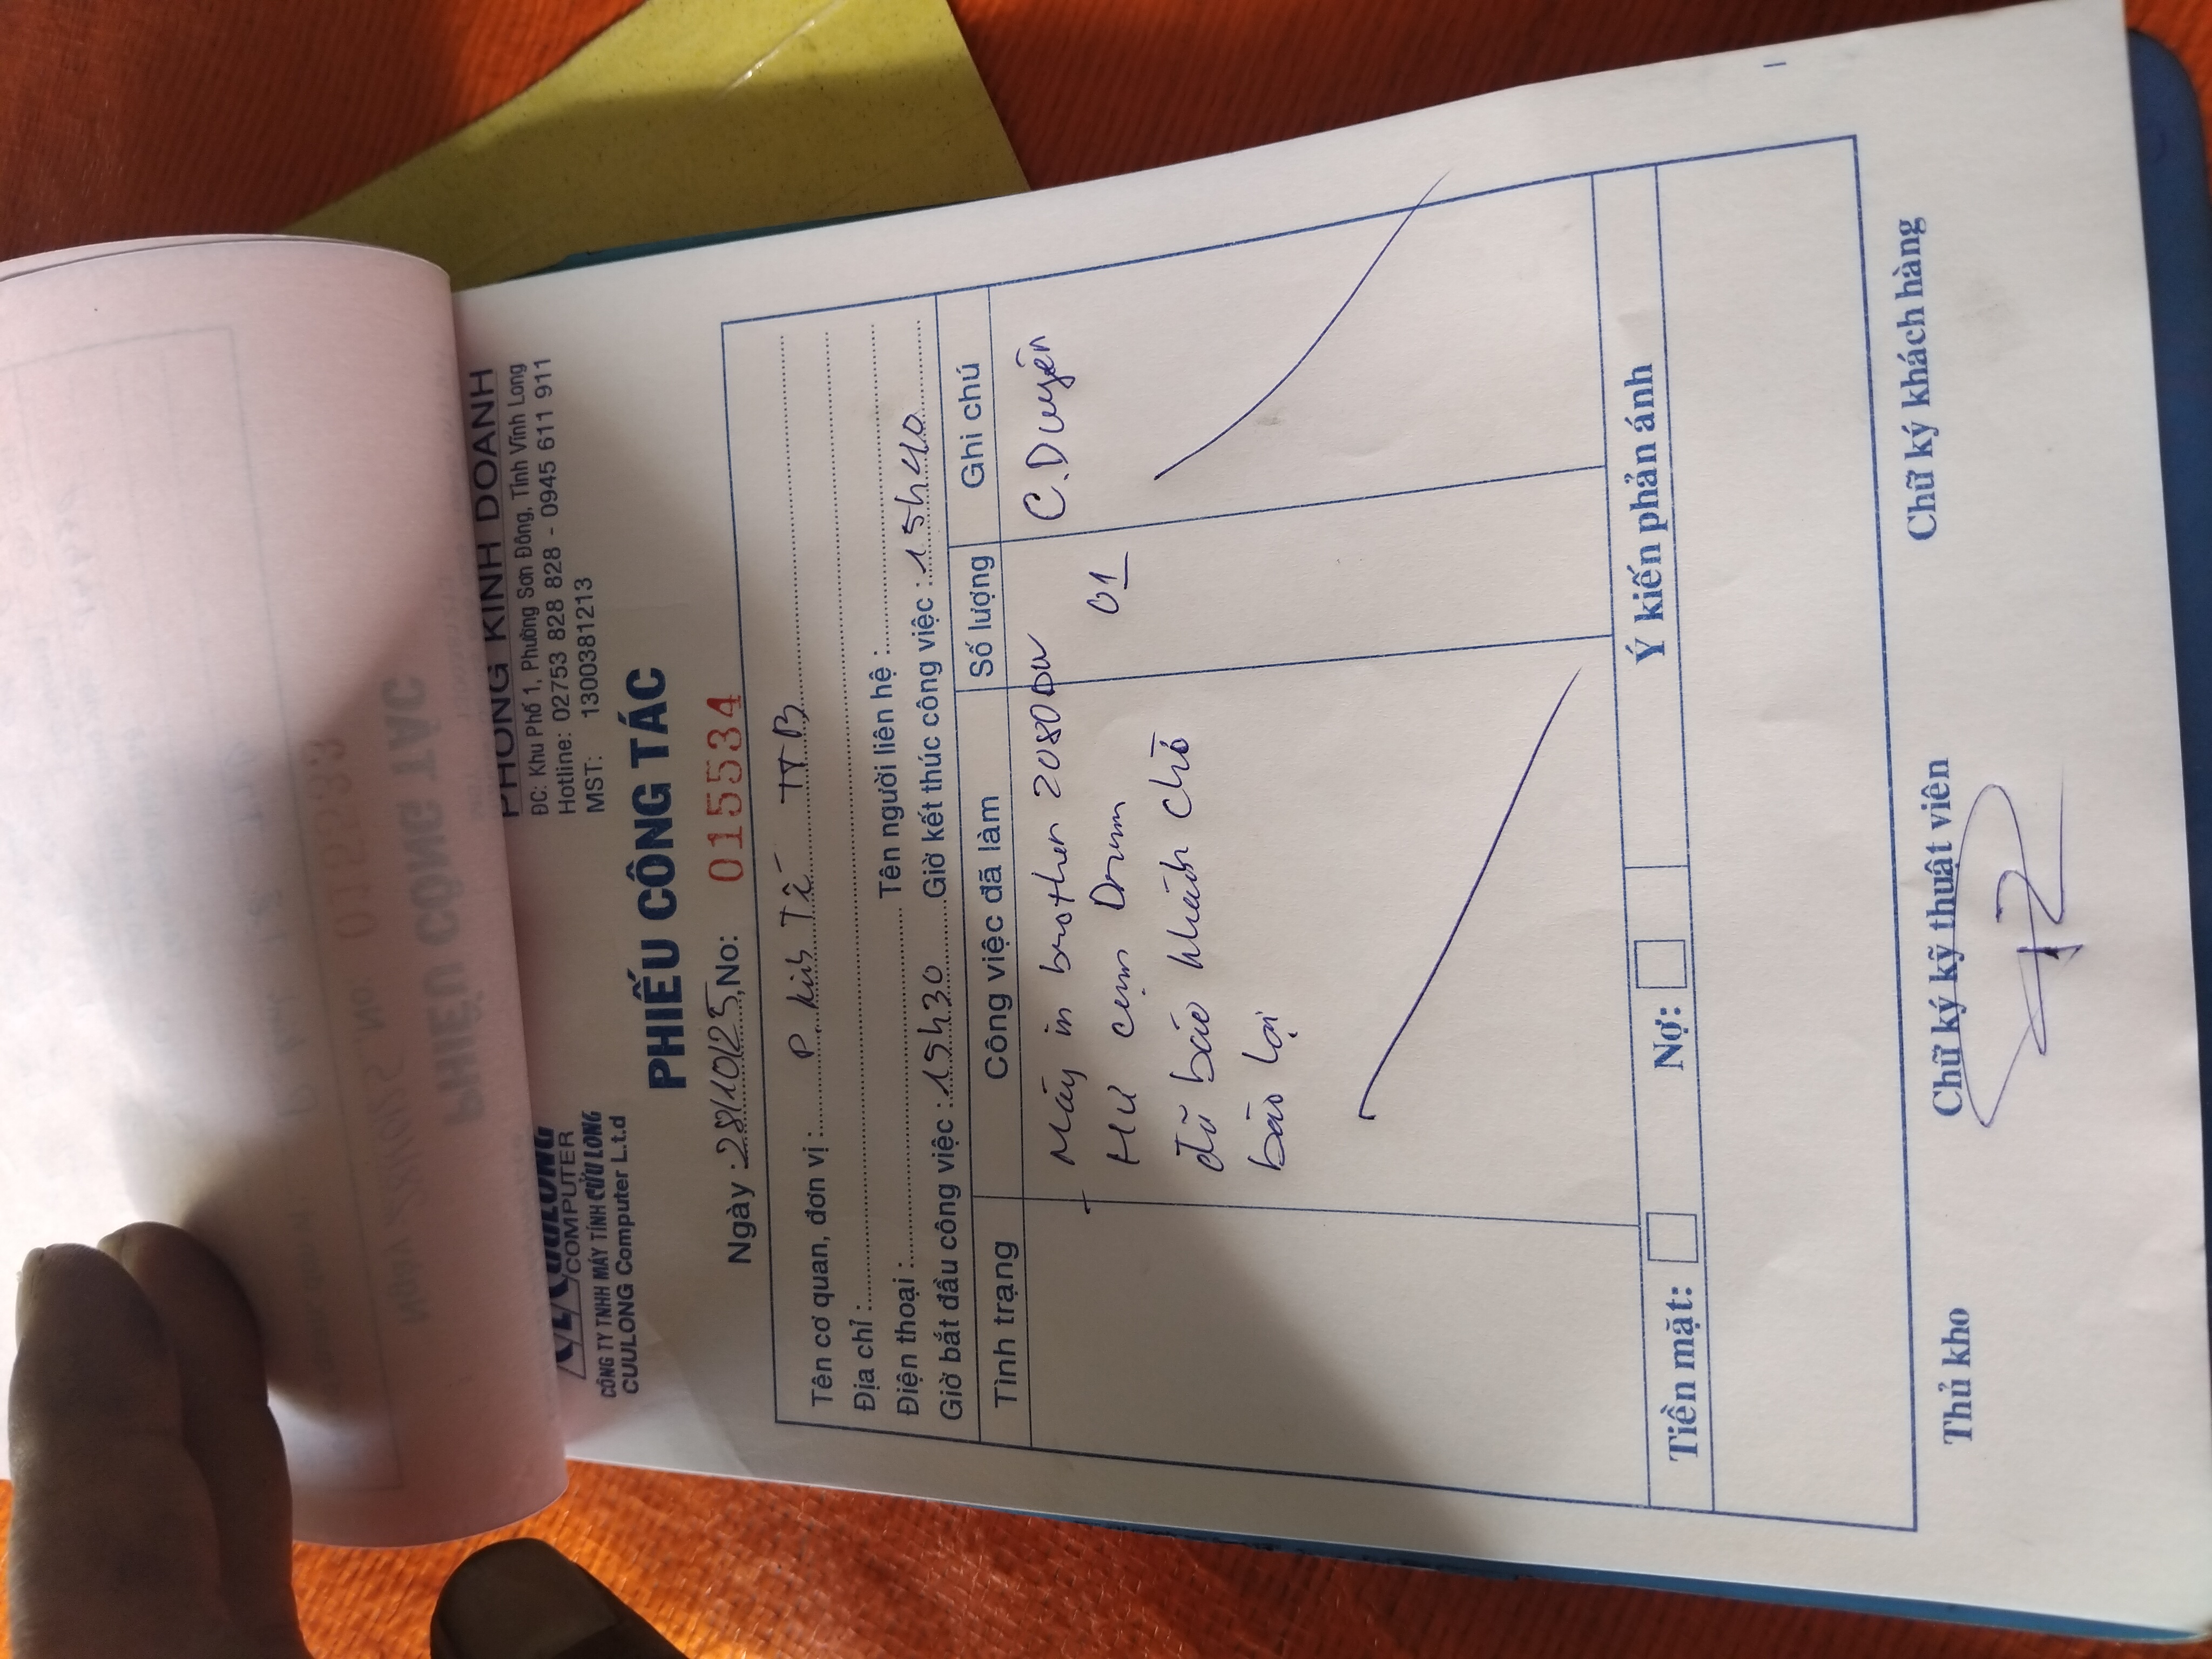 PHÒNG KINH DOANH
COMPUTER
ĐC: Khu Phố 1, Phường Sơn Đông, Tỉnh Vĩnh Long
CÔNG TY TNHH MÁY TÍNH CỬU LONG
Hotline: 02753 828 828 - 0945 611 911
CUULONG Computer L.t.d
MST: 1300381213
PHIẾU CÔNG TÁC
Ngày : 28/10/25, No: 015534
Tên cơ quan, đơn vị : P. Kinh Tế TTB
Địa chỉ :
Điện thoại : Tên người liên hệ :
Giờ bắt đầu công việc : 15h30 Giờ kết thúc công việc : 15h40
Tình trạng Công việc đã làm Số lượng Ghi chú
Máy in brother 2080DW C.Duyên
Hư cụm Drum 01
đã báo khách chờ
báo lại
Tiền mặt: Nợ: Ý kiến phản ánh
Thủ kho Chữ ký kỹ thuật viên Chữ ký khách hàng